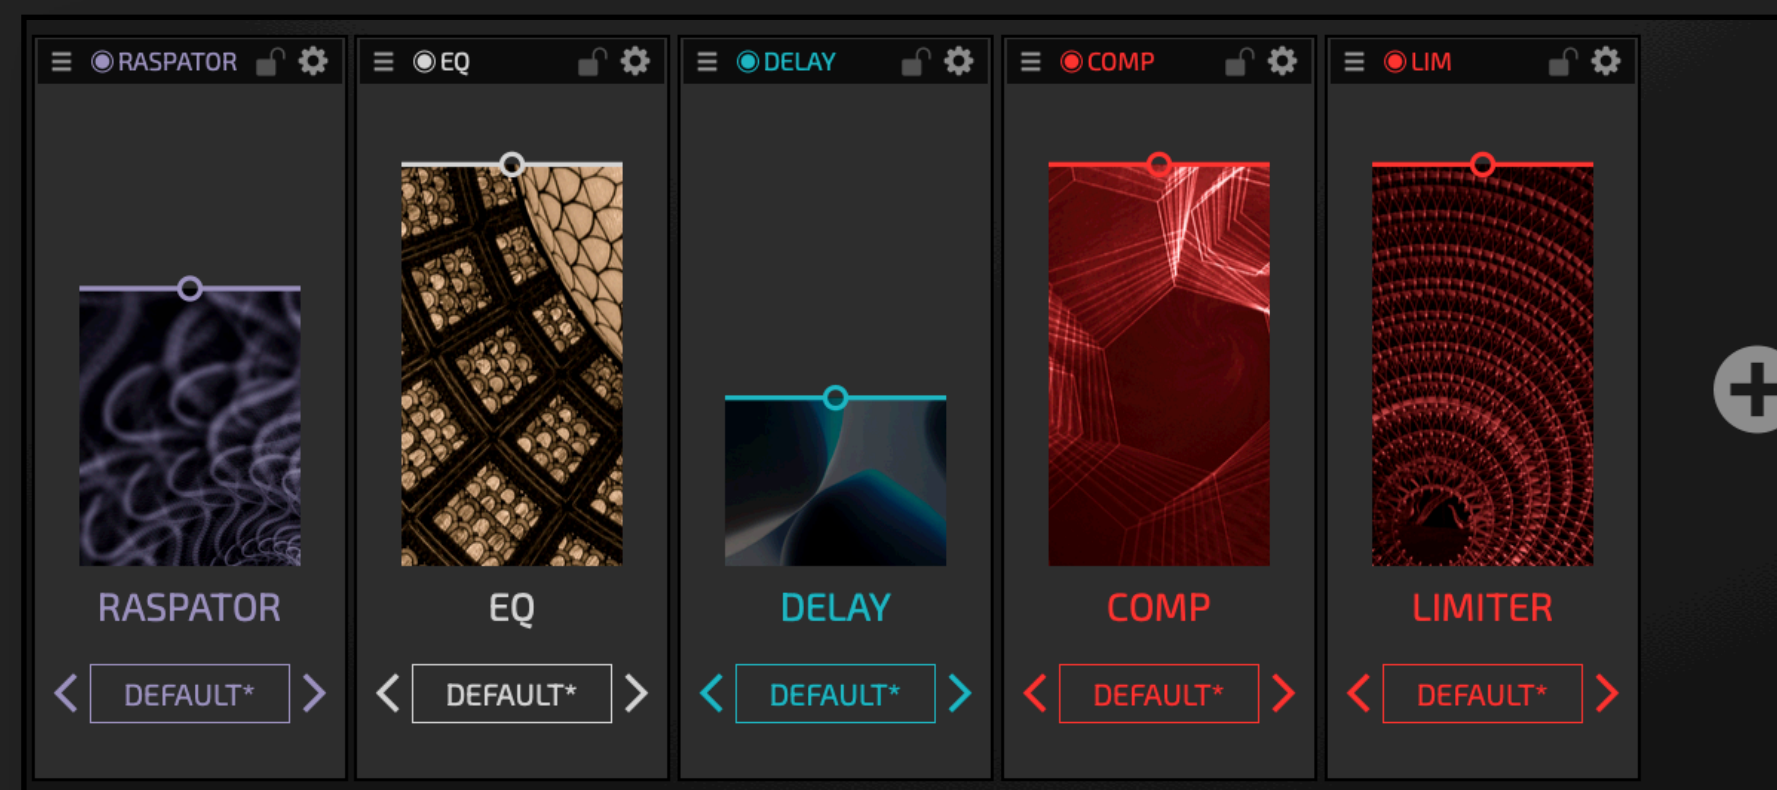 RASPATOR
EQ
DELAY
COMP
LIM
RASPATOR
EQ
DELAY
COMP
LIMITER
DEFAULT*
DEFAULT*
DEFAULT*
DEFAULT*
DEFAULT*